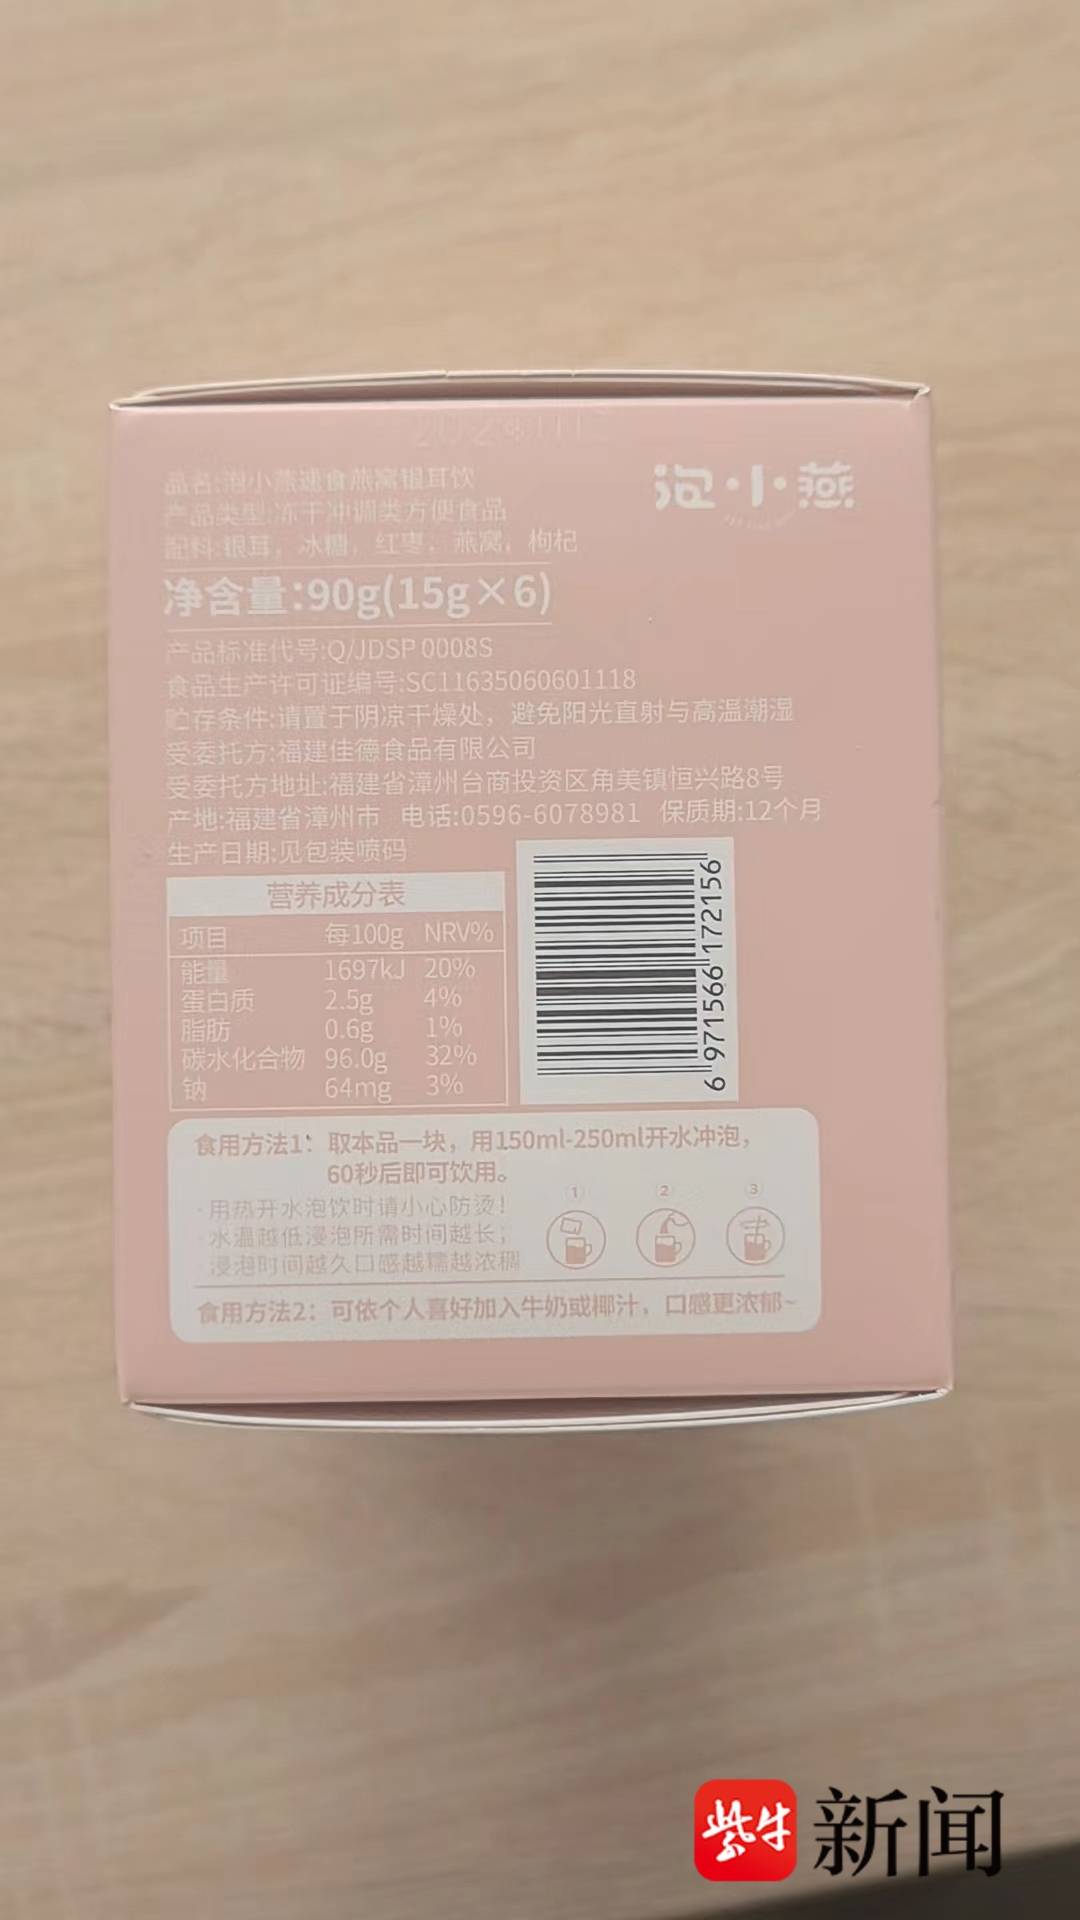 品名:泡小燕速食燕窝银耳饮
泡·小·燕
产品类型:冻干冲调类方便食品
配料:银耳，冰糖，红枣，燕窝，枸杞
净含量:90g(15g×6)
产品标准代号:Q/JDSP 0008S
食品生产许可证编号:SC11635060601118
贮存条件:请置于阴凉干燥处，避免阳光直射与高温潮湿
受委托方:福建佳德食品有限公司
受委托方地址:福建省漳州台商投资区角美镇恒兴路8号
产地:福建省漳州市 电话:0596-6078981 保质期:12个月
生产日期:见包装喷码
营养成分表
项目 每100g NRV%
能量 1697kJ 20%
蛋白质 2.5g 4%
脂肪 0.6g 1%
碳水化合物 96.0g 32%
钠 64mg 3%
6 971566 172156
食用方法1：取本品一块，用150ml-250ml开水冲泡，
60秒后即可饮用。
·用热开水泡饮时请小心防烫！
·水温越低浸泡所需时间越长；
·浸泡时间越久口感越糯越浓稠
1 2 3
食用方法2：可依个人喜好加入牛奶或椰汁，口感更浓郁~
紫牛 新闻